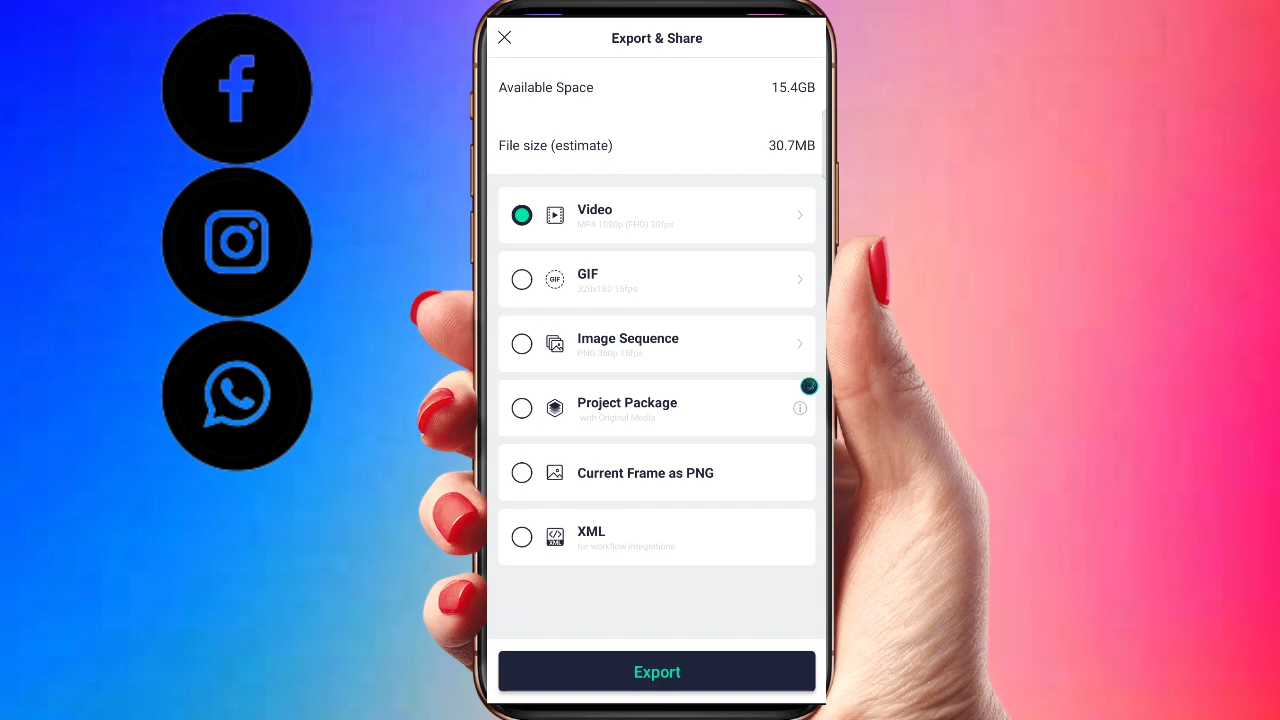 Export & Share
Available Space 15.4GB
File size (estimate) 30.7MB
Video
MP4 1080p (FHD) 30fps
GIF
GIF
320x180 15fps
Image Sequence
PNG 360p 15fps
Project Package
with Original Media
Current Frame as PNG
XML
XML
for workflow integrations
Export